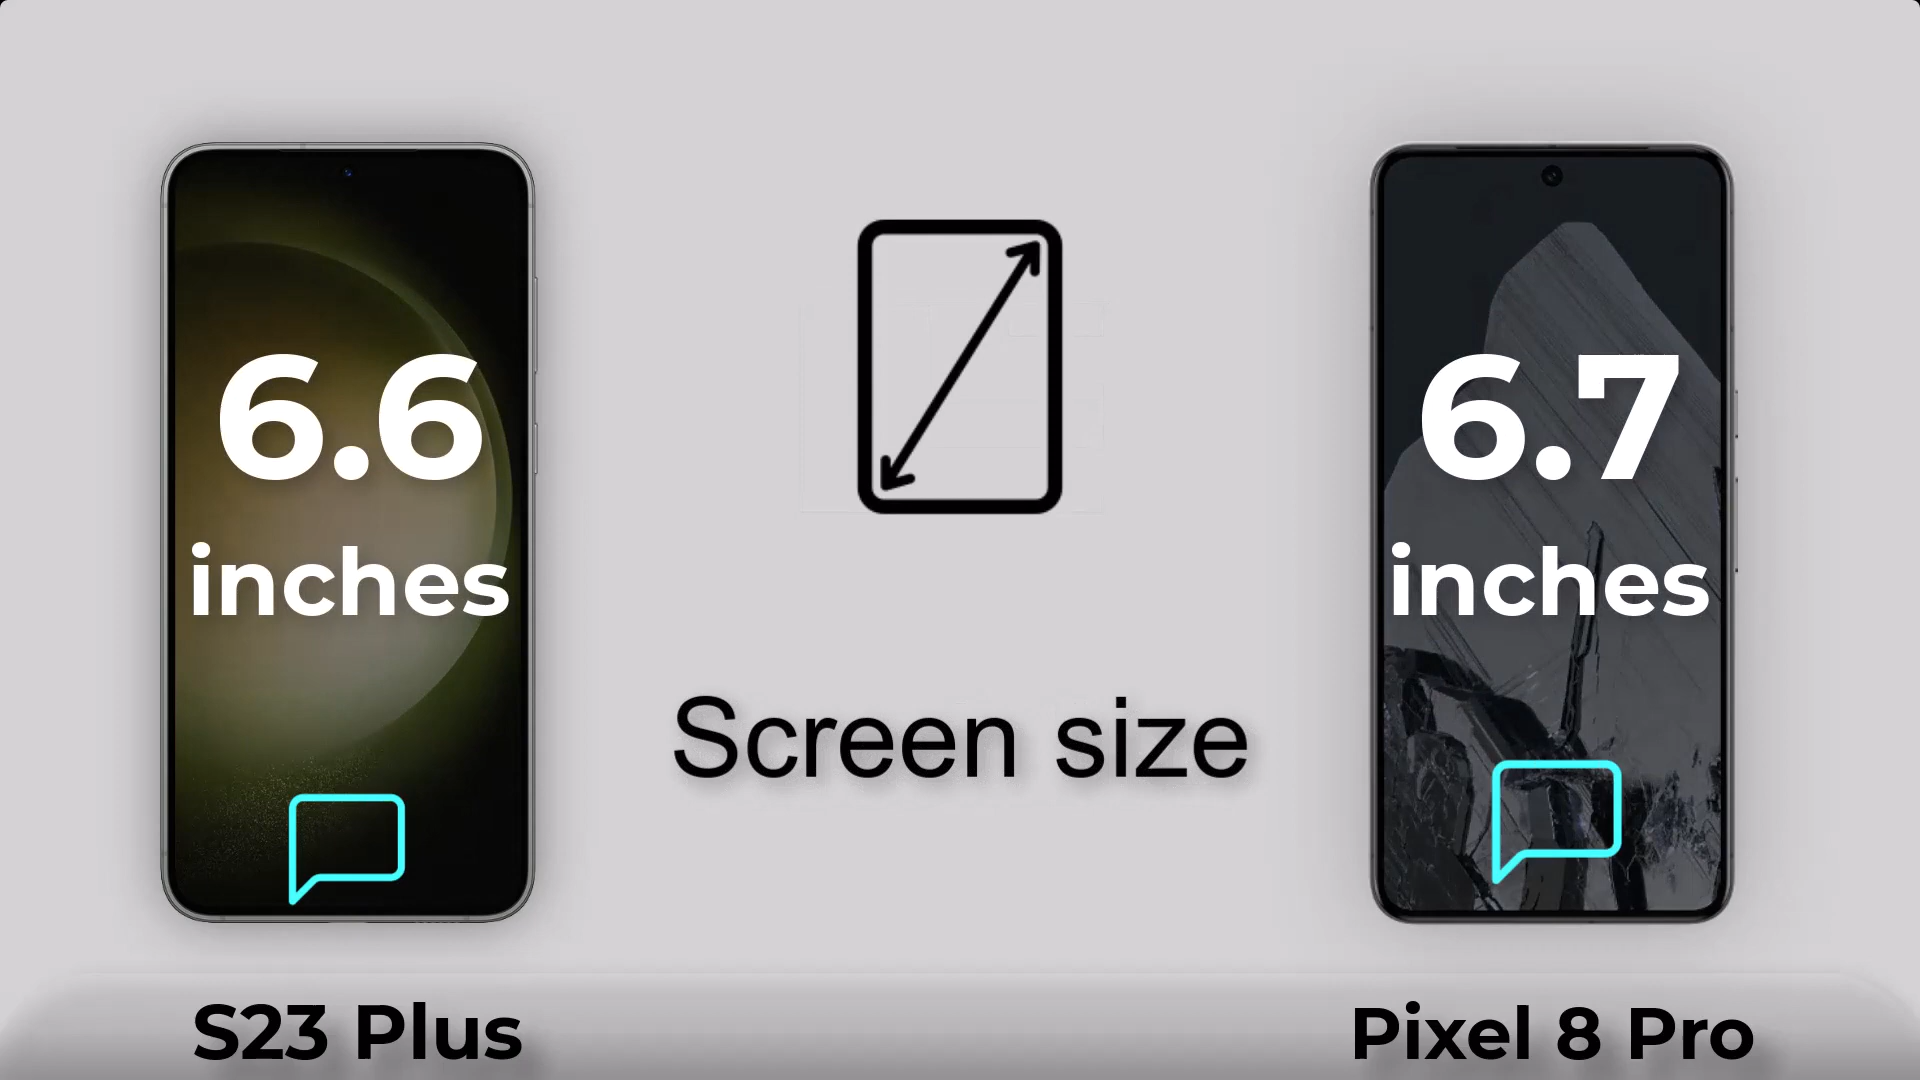 6.6
inches
Screen size
6.7
inches
S23 Plus
Pixel 8 Pro